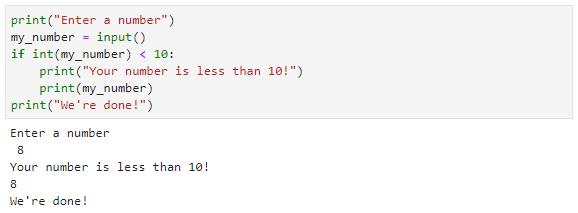 print("Enter a number")
my_number = input()
if int(my_number) < 10:
    print("Your number is less than 10!")
    print(my_number)
print("We're done!")
Enter a number
 8
Your number is less than 10!
8
We're done!